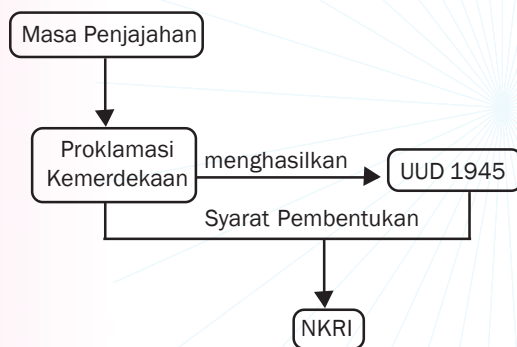 Masa Penjajahan
Proklamasi
Kemerdekaan
menghasilkan
UUD 1945
Syarat Pembentukan
NKRI